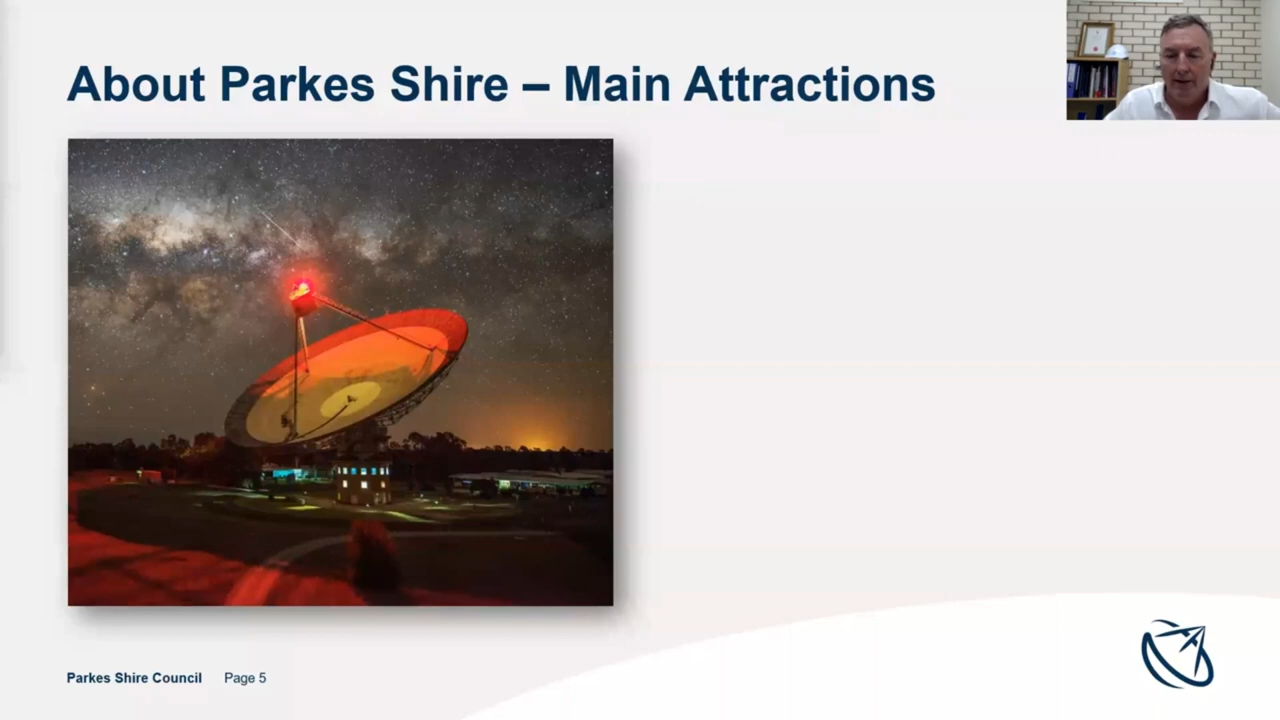 About Parkes Shire – Main Attractions
Parkes Shire Council Page 5